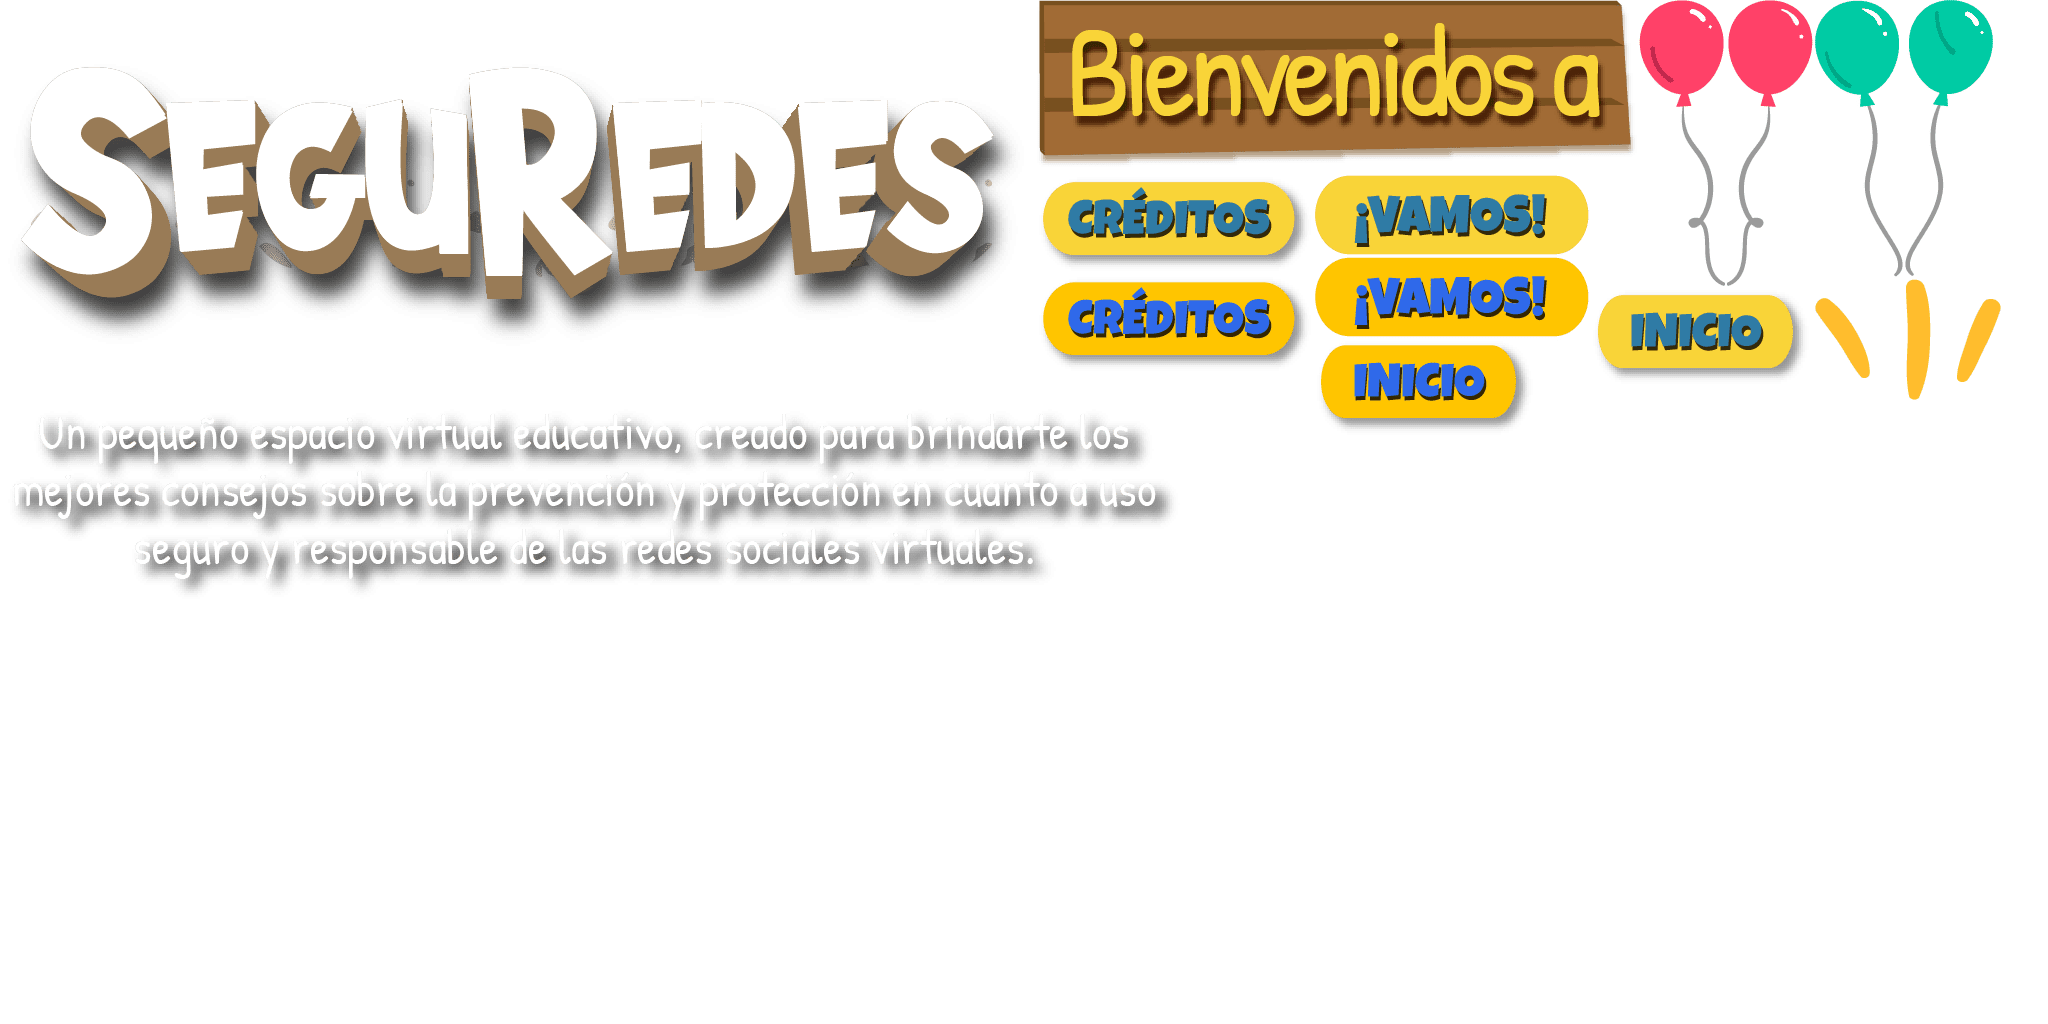 SEGUREDES
Bienvenidos a
CRÉDITOS
¡VAMOS!
CRÉDITOS
¡VAMOS!
INICIO
INICIO
Un pequeño espacio virtual educativo, creado para brindarte los
mejores consejos sobre la prevención y protección en cuanto a uso
seguro y responsable de las redes sociales virtuales.